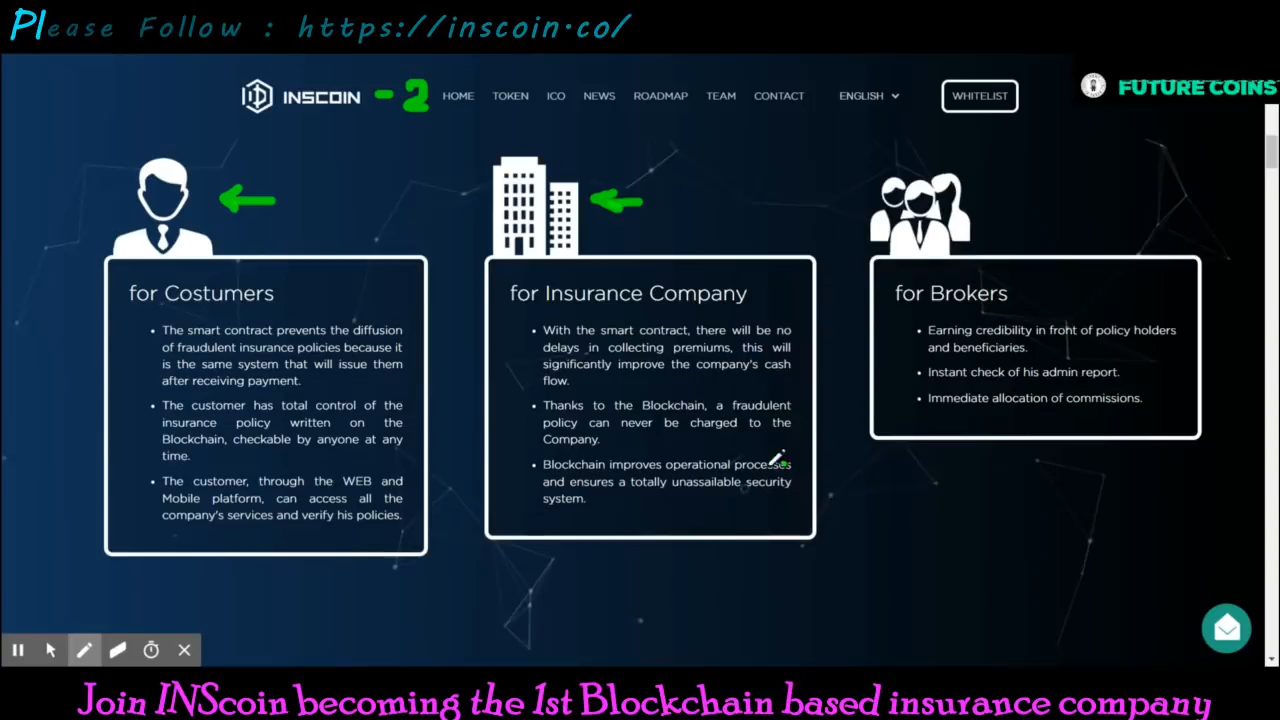 Please Follow : https://inscoin.co/
INSCOIN - 2 HOME TOKEN ICO NEWS ROADMAP TEAM CONTACT ENGLISH WHITELIST FUTURE COINS
for Costumers
The smart contract prevents the diffusion
of fraudulent insurance policies because it
is the same system that will issue them
after receiving payment.
The customer has total control of the
insurance policy written on the
Blockchain, checkable by anyone at any
time.
The customer, through the WEB and
Mobile platform, can access all the
company's services and verify his policies.
for Insurance Company
With the smart contract, there will be no
delays in collecting premiums, this will
significantly improve the company's cash
flow.
Thanks to the Blockchain, a fraudulent
policy can never be charged to the
Company.
Blockchain improves operational processes
and ensures a totally unassailable security
system.
for Brokers
Earning credibility in front of policy holders
and beneficiaries.
Instant check of his admin report.
Immediate allocation of commissions.
Join INScoin becoming the 1st Blockchain based insurance company